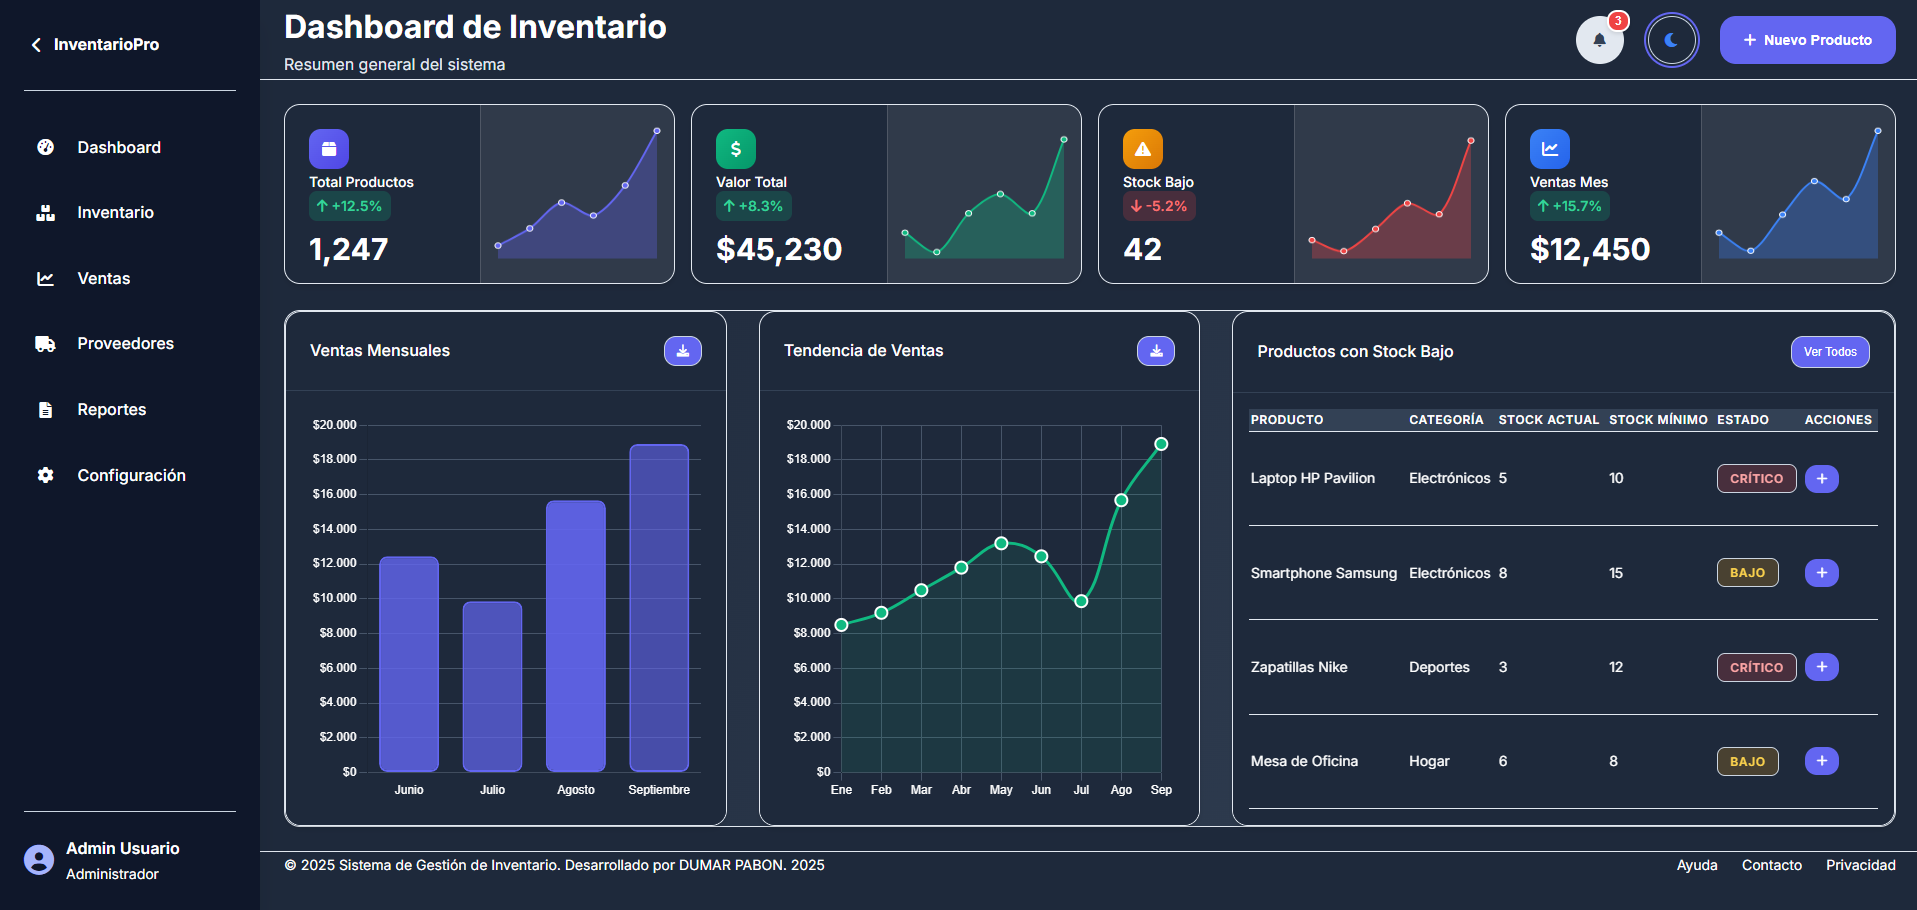 InventarioPro
Dashboard
Inventario
Ventas
Proveedores
Reportes
Configuración
Admin Usuario
Administrador
Dashboard de Inventario
Resumen general del sistema
3
Nuevo Producto
Total Productos
+12.5%
1,247
Valor Total
+8.3%
$45,230
Stock Bajo
-5.2%
42
Ventas Mes
+15.7%
$12,450
Ventas Mensuales
$20.000
$18.000
$16.000
$14.000
$12.000
$10.000
$8.000
$6.000
$4.000
$2.000
$0
Junio Julio Agosto Septiembre
Tendencia de Ventas
$20.000
$18.000
$16.000
$14.000
$12.000
$10.000
$8.000
$6.000
$4.000
$2.000
$0
Ene Feb Mar Abr May Jun Jul Ago Sep
Productos con Stock Bajo
Ver Todos
PRODUCTO CATEGORÍA STOCK ACTUAL STOCK MÍNIMO ESTADO ACCIONES
Laptop HP Pavilion Electrónicos 5 10 CRÍTICO +
Smartphone Samsung Electrónicos 8 15 BAJO +
Zapatillas Nike Deportes 3 12 CRÍTICO +
Mesa de Oficina Hogar 6 8 BAJO +
© 2025 Sistema de Gestión de Inventario. Desarrollado por DUMAR PABON. 2025
Ayuda Contacto Privacidad